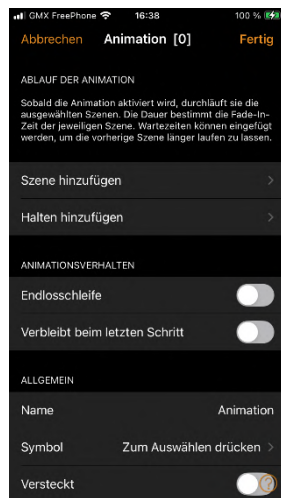 GMX FreePhone 16:38 100 %
Abbrechen Animation [0] Fertig
ABLAUF DER ANIMATION
Sobald die Animation aktiviert wird, durchläuft sie die
ausgewählten Szenen. Die Dauer bestimmt die Fade-In-
Zeit der jeweiligen Szene. Wartezeiten können eingefügt
werden, um die vorherige Szene länger laufen zu lassen.
Szene hinzufügen
Halten hinzufügen
ANIMATIONSVERHALTEN
Endlosschleife
Verbleibt beim letzten Schritt
ALLGEMEIN
Name Animation
Symbol Zum Auswählen drücken
Versteckt ?